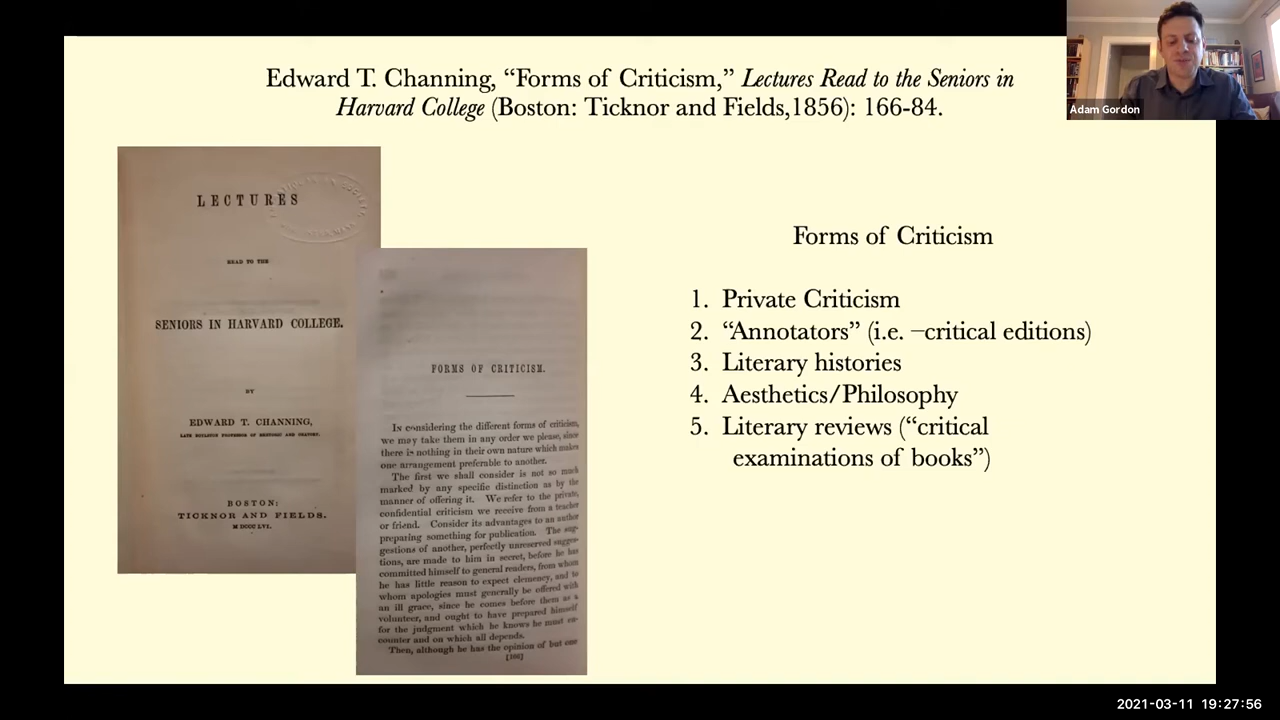 Edward T. Channing, “Forms of Criticism,” Lectures Read to the Seniors in
Harvard College (Boston: Ticknor and Fields,1856): 166-84.
Adam Gordon
LECTURES
READ TO THE
SENIORS IN HARVARD COLLEGE.
BY
EDWARD T. CHANNING,
LATE BOYLSTON PROFESSOR OF RHETORIC AND ORATORY.
BOSTON:
TICKNOR AND FIELDS.
M DCCC LVI.
FORMS OF CRITICISM.
In considering the different forms of criticism,
we may take them in any order we please, since
there is nothing in their own nature which makes
one arrangement preferable to another.
The first we shall consider is not so much
marked by any specific distinction as by the
manner of offering it. We refer to the private,
confidential criticism we receive from a teacher
or friend. Consider its advantages to an author
preparing something for publication. The sug-
gestions of another, perfectly unreserved sugges-
tions, are made to him in secret, before he has
committed himself to general readers, from whom
he has little reason to expect clemency, and to
whom apologies must generally be offered with
an ill grace, since he comes before them as a
volunteer, and ought to have prepared himself
for the judgment which he knows he must en-
counter and on which all depends.
Then, although he has the opinion of but one
[166]
Forms of Criticism
1. Private Criticism
2. “Annotators” (i.e. –critical editions)
3. Literary histories
4. Aesthetics/Philosophy
5. Literary reviews (“critical
examinations of books”)
2021-03-11 19:27:56